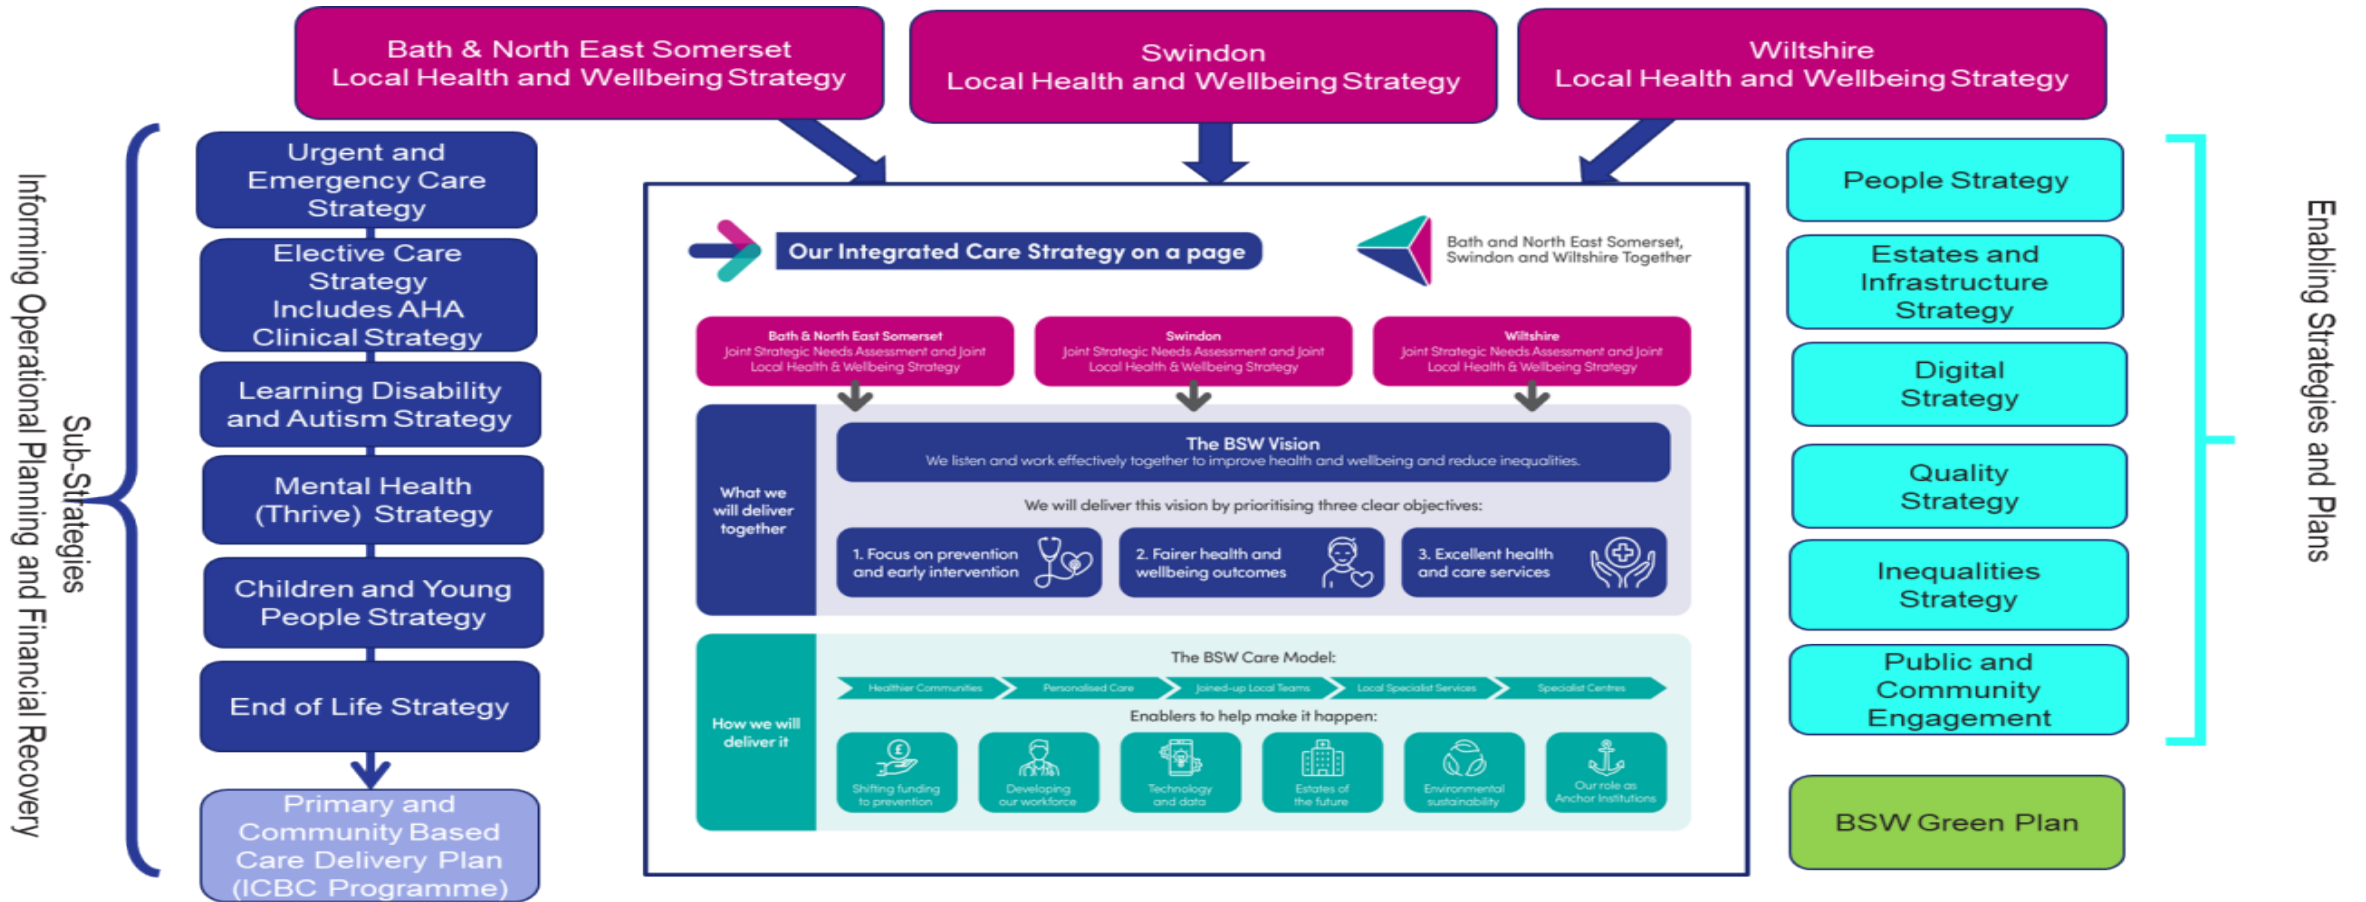 Bath & North East Somerset
Local Health and Wellbeing Strategy
Swindon
Local Health and Wellbeing Strategy
Wiltshire
Local Health and Wellbeing Strategy
Informing Operational Planning and Financial Recovery
Sub-Strategies
Urgent and
Emergency Care
Strategy
Elective Care
Strategy
Includes AHA
Clinical Strategy
Learning Disability
and Autism Strategy
Mental Health
(Thrive) Strategy
Children and Young
People Strategy
End of Life Strategy
Primary and
Community Based
Care Delivery Plan
(ICBC Programme)
Our Integrated Care Strategy on a page
Bath and North East Somerset,
Swindon and Wiltshire Together
Bath & North East Somerset
Joint Strategic Needs Assessment and Joint
Local Health & Wellbeing Strategy
Swindon
Joint Strategic Needs Assessment and Joint
Local Health & Wellbeing Strategy
Wiltshire
Joint Strategic Needs Assessment and Joint
Local Health & Wellbeing Strategy
What we
will deliver
together
The BSW Vision
We listen and work effectively together to improve health and wellbeing and reduce inequalities.
We will deliver this vision by prioritising three clear objectives:
1. Focus on prevention
and early intervention
2. Fairer health and
wellbeing outcomes
3. Excellent health
and care services
How we will
deliver it
The BSW Care Model:
Healthier Communities
Personalised Care
Joined-up Local Teams
Local Specialist Services
Specialist Centres
Enablers to help make it happen:
£
Shifting funding
to prevention
Developing
our workforce
Technology
and data
Estates of
the future
Environmental
sustainability
Our role as
Anchor Institutions
People Strategy
Estates and
Infrastructure
Strategy
Digital
Strategy
Quality
Strategy
Inequalities
Strategy
Public and
Community
Engagement
BSW Green Plan
Enabling Strategies and Plans